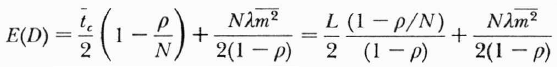 E(D) = \frac{\bar{t}_c}{2} \left( 1 - \frac{\rho}{N} \right) + \frac{N\lambda\overline{m^2}}{2(1 - \rho)} = \frac{L}{2} \frac{(1 - \rho/N)}{(1 - \rho)} + \frac{N\lambda\overline{m^2}}{2(1 - \rho)}